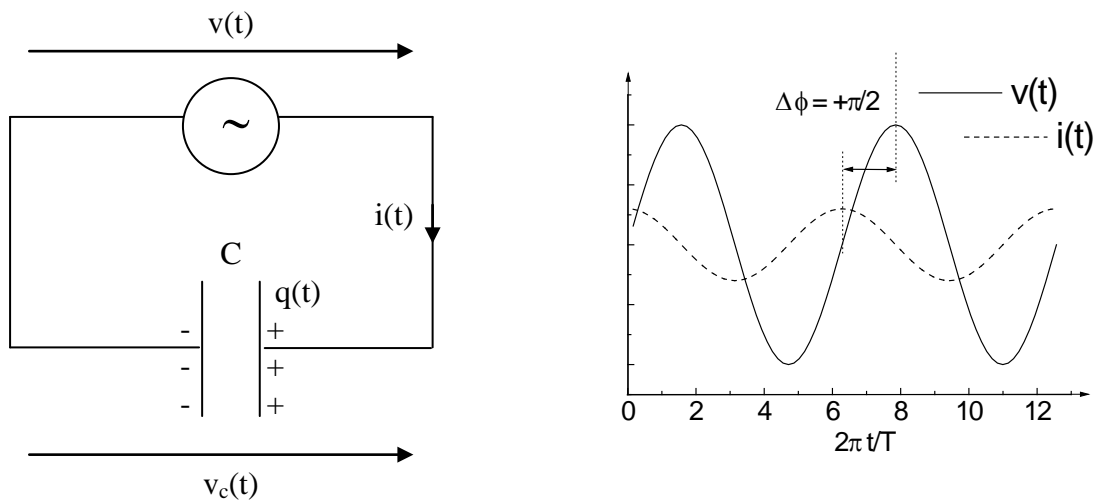 v(t)
~
i(t)
C
q(t)
- +
- +
- +
v_c(t)
Δϕ = +π/2
v(t)
i(t)
0 2 4 6 8 10 12
2π t/T